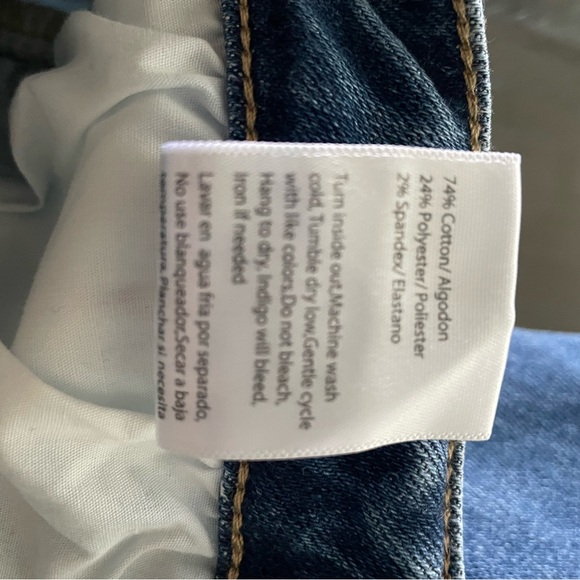 74% Cotton/ Algodon
24% Polyester/ Poliester
2% Spandex/ Elastano
Turn inside out,Machine wash
cold,Tumble dry low,Gentle cycle
with like colors,Do not bleach,
Hang to dry, Indigo will bleed,
Iron if needed
Lavar en agua fria por separado,
No use blanqueador,Secar a baja
temperatura, Planchar si necesita